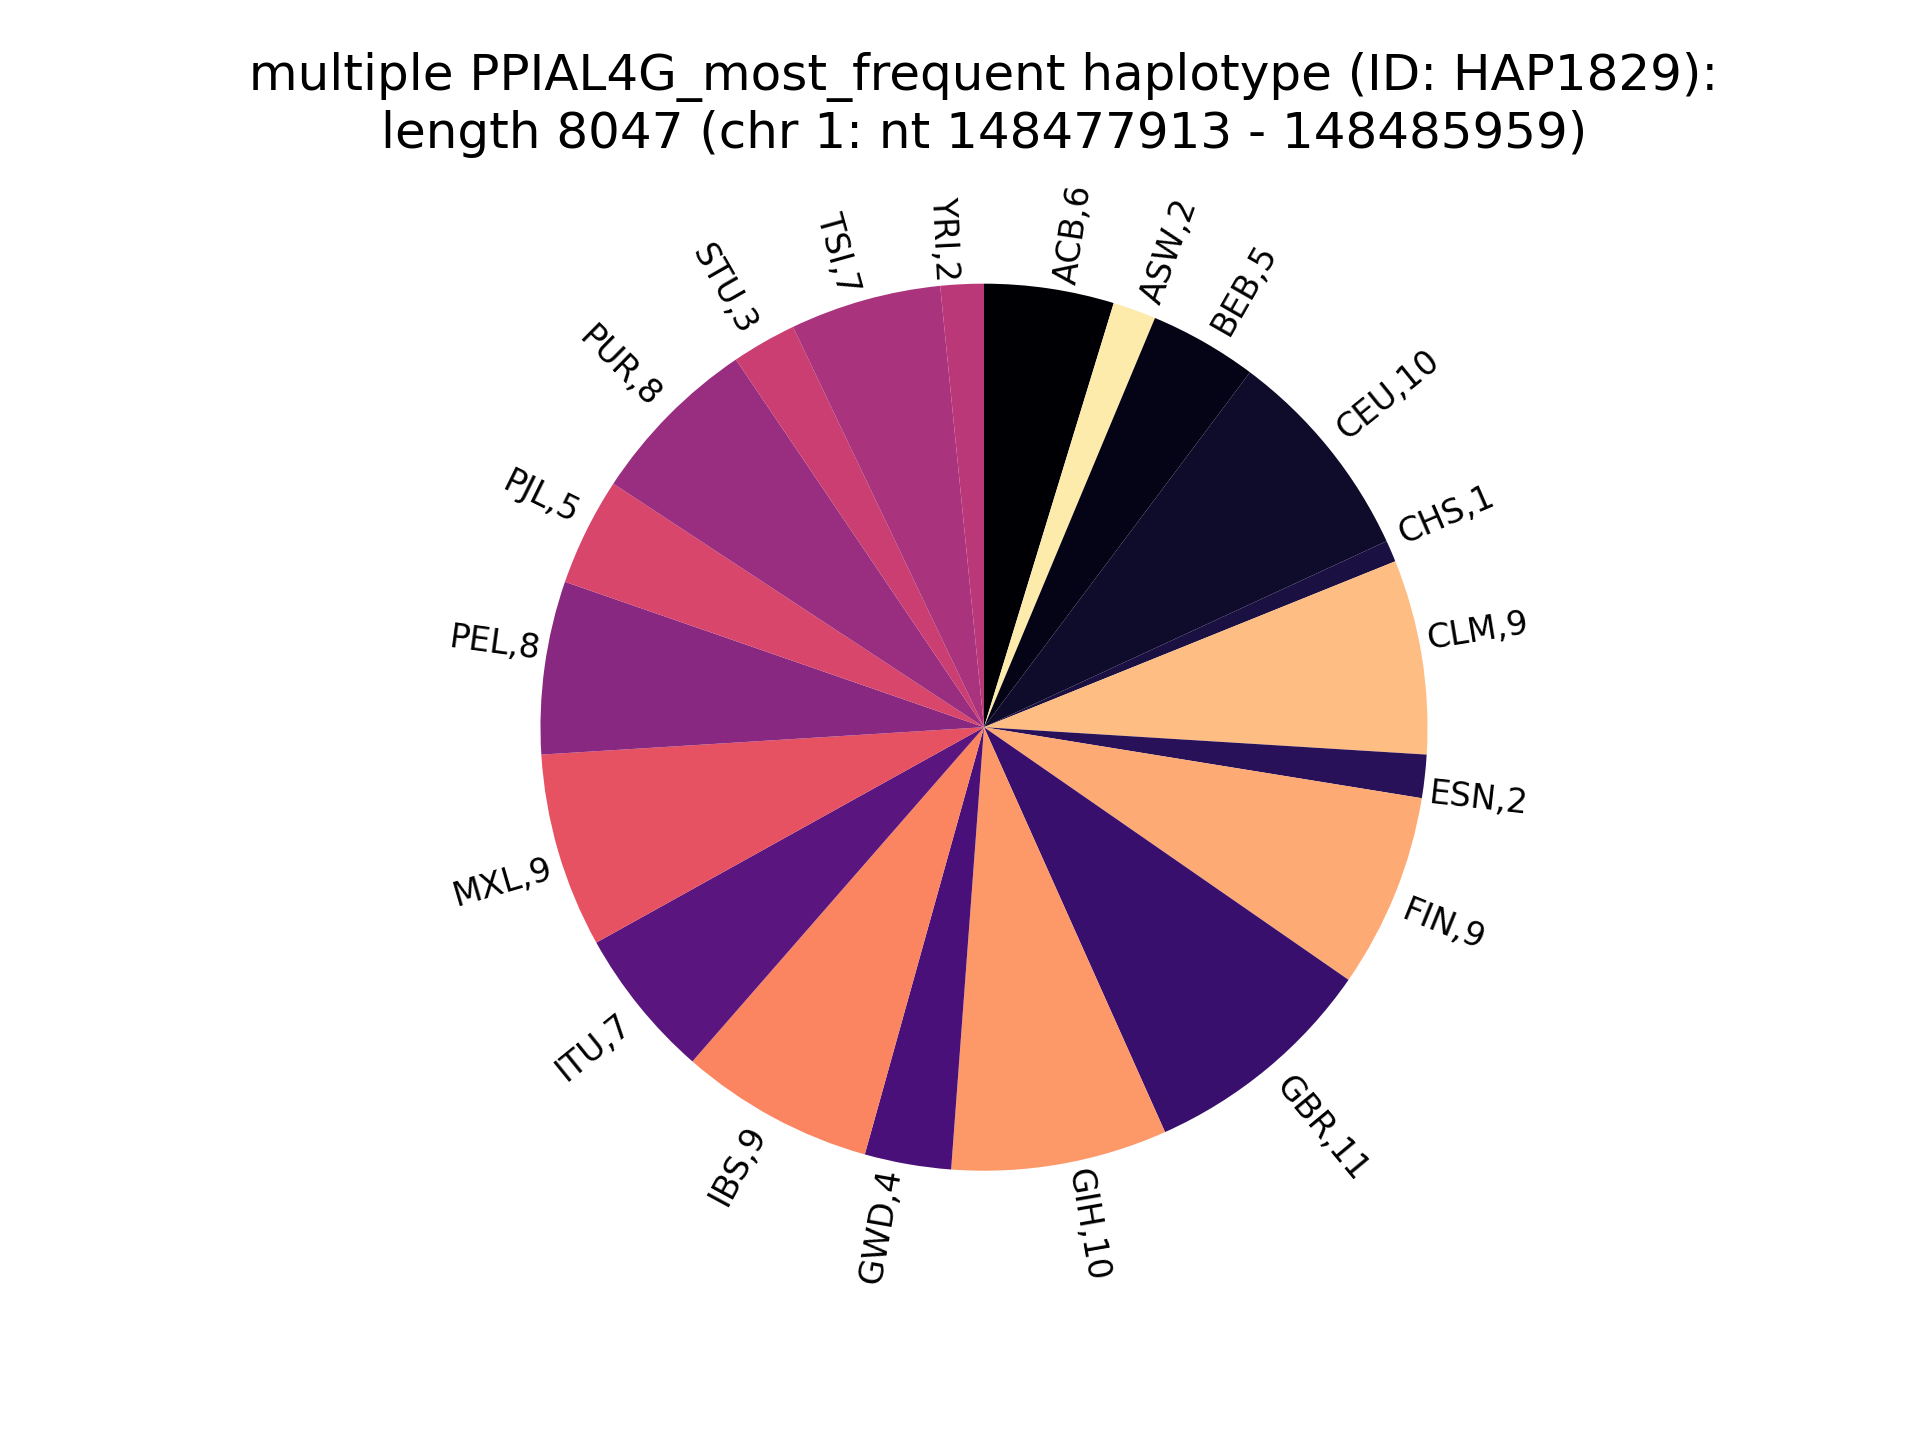 multiple PPIAL4G_most_frequent haplotype (ID: HAP1829):
length 8047 (chr 1: nt 148477913 - 148485959)
ACB,6
ASW,2
BEB,5
CEU,10
CHS,1
CLM,9
ESN,2
FIN,9
GBR,11
GIH,10
GWD,4
IBS,9
ITU,7
MXL,9
PEL,8
PJL,5
PUR,8
STU,3
TSI,7
YRI,2